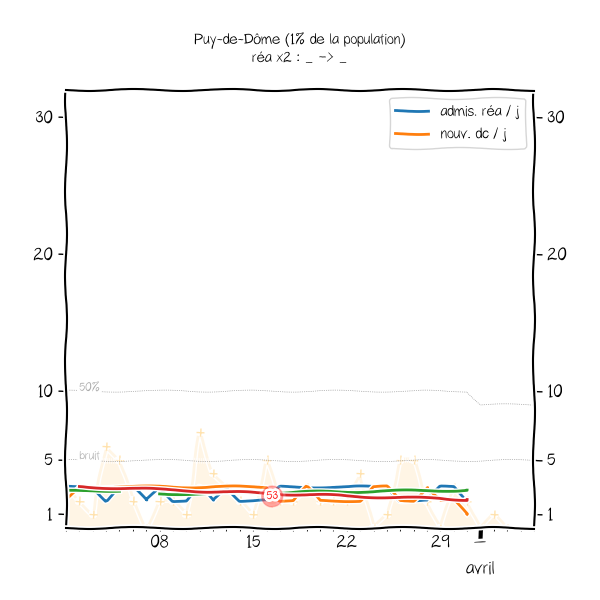 Puy-de-Dôme (1% de la population)
réa x2 : _ -> _
admis. réa / j
nouv. dc / j
30
30
20
20
10
50%
10
5
bruit
5
53
1
1
08
15
22
29
1
avril